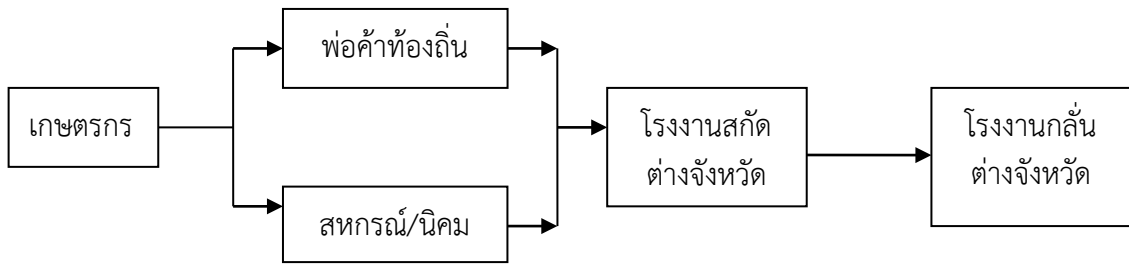 เกษตรกร
พ่อค้าท้องถิ่น
สหกรณ์/นิคม
โรงงานสกัด
ต่างจังหวัด
โรงงานกลั่น
ต่างจังหวัด